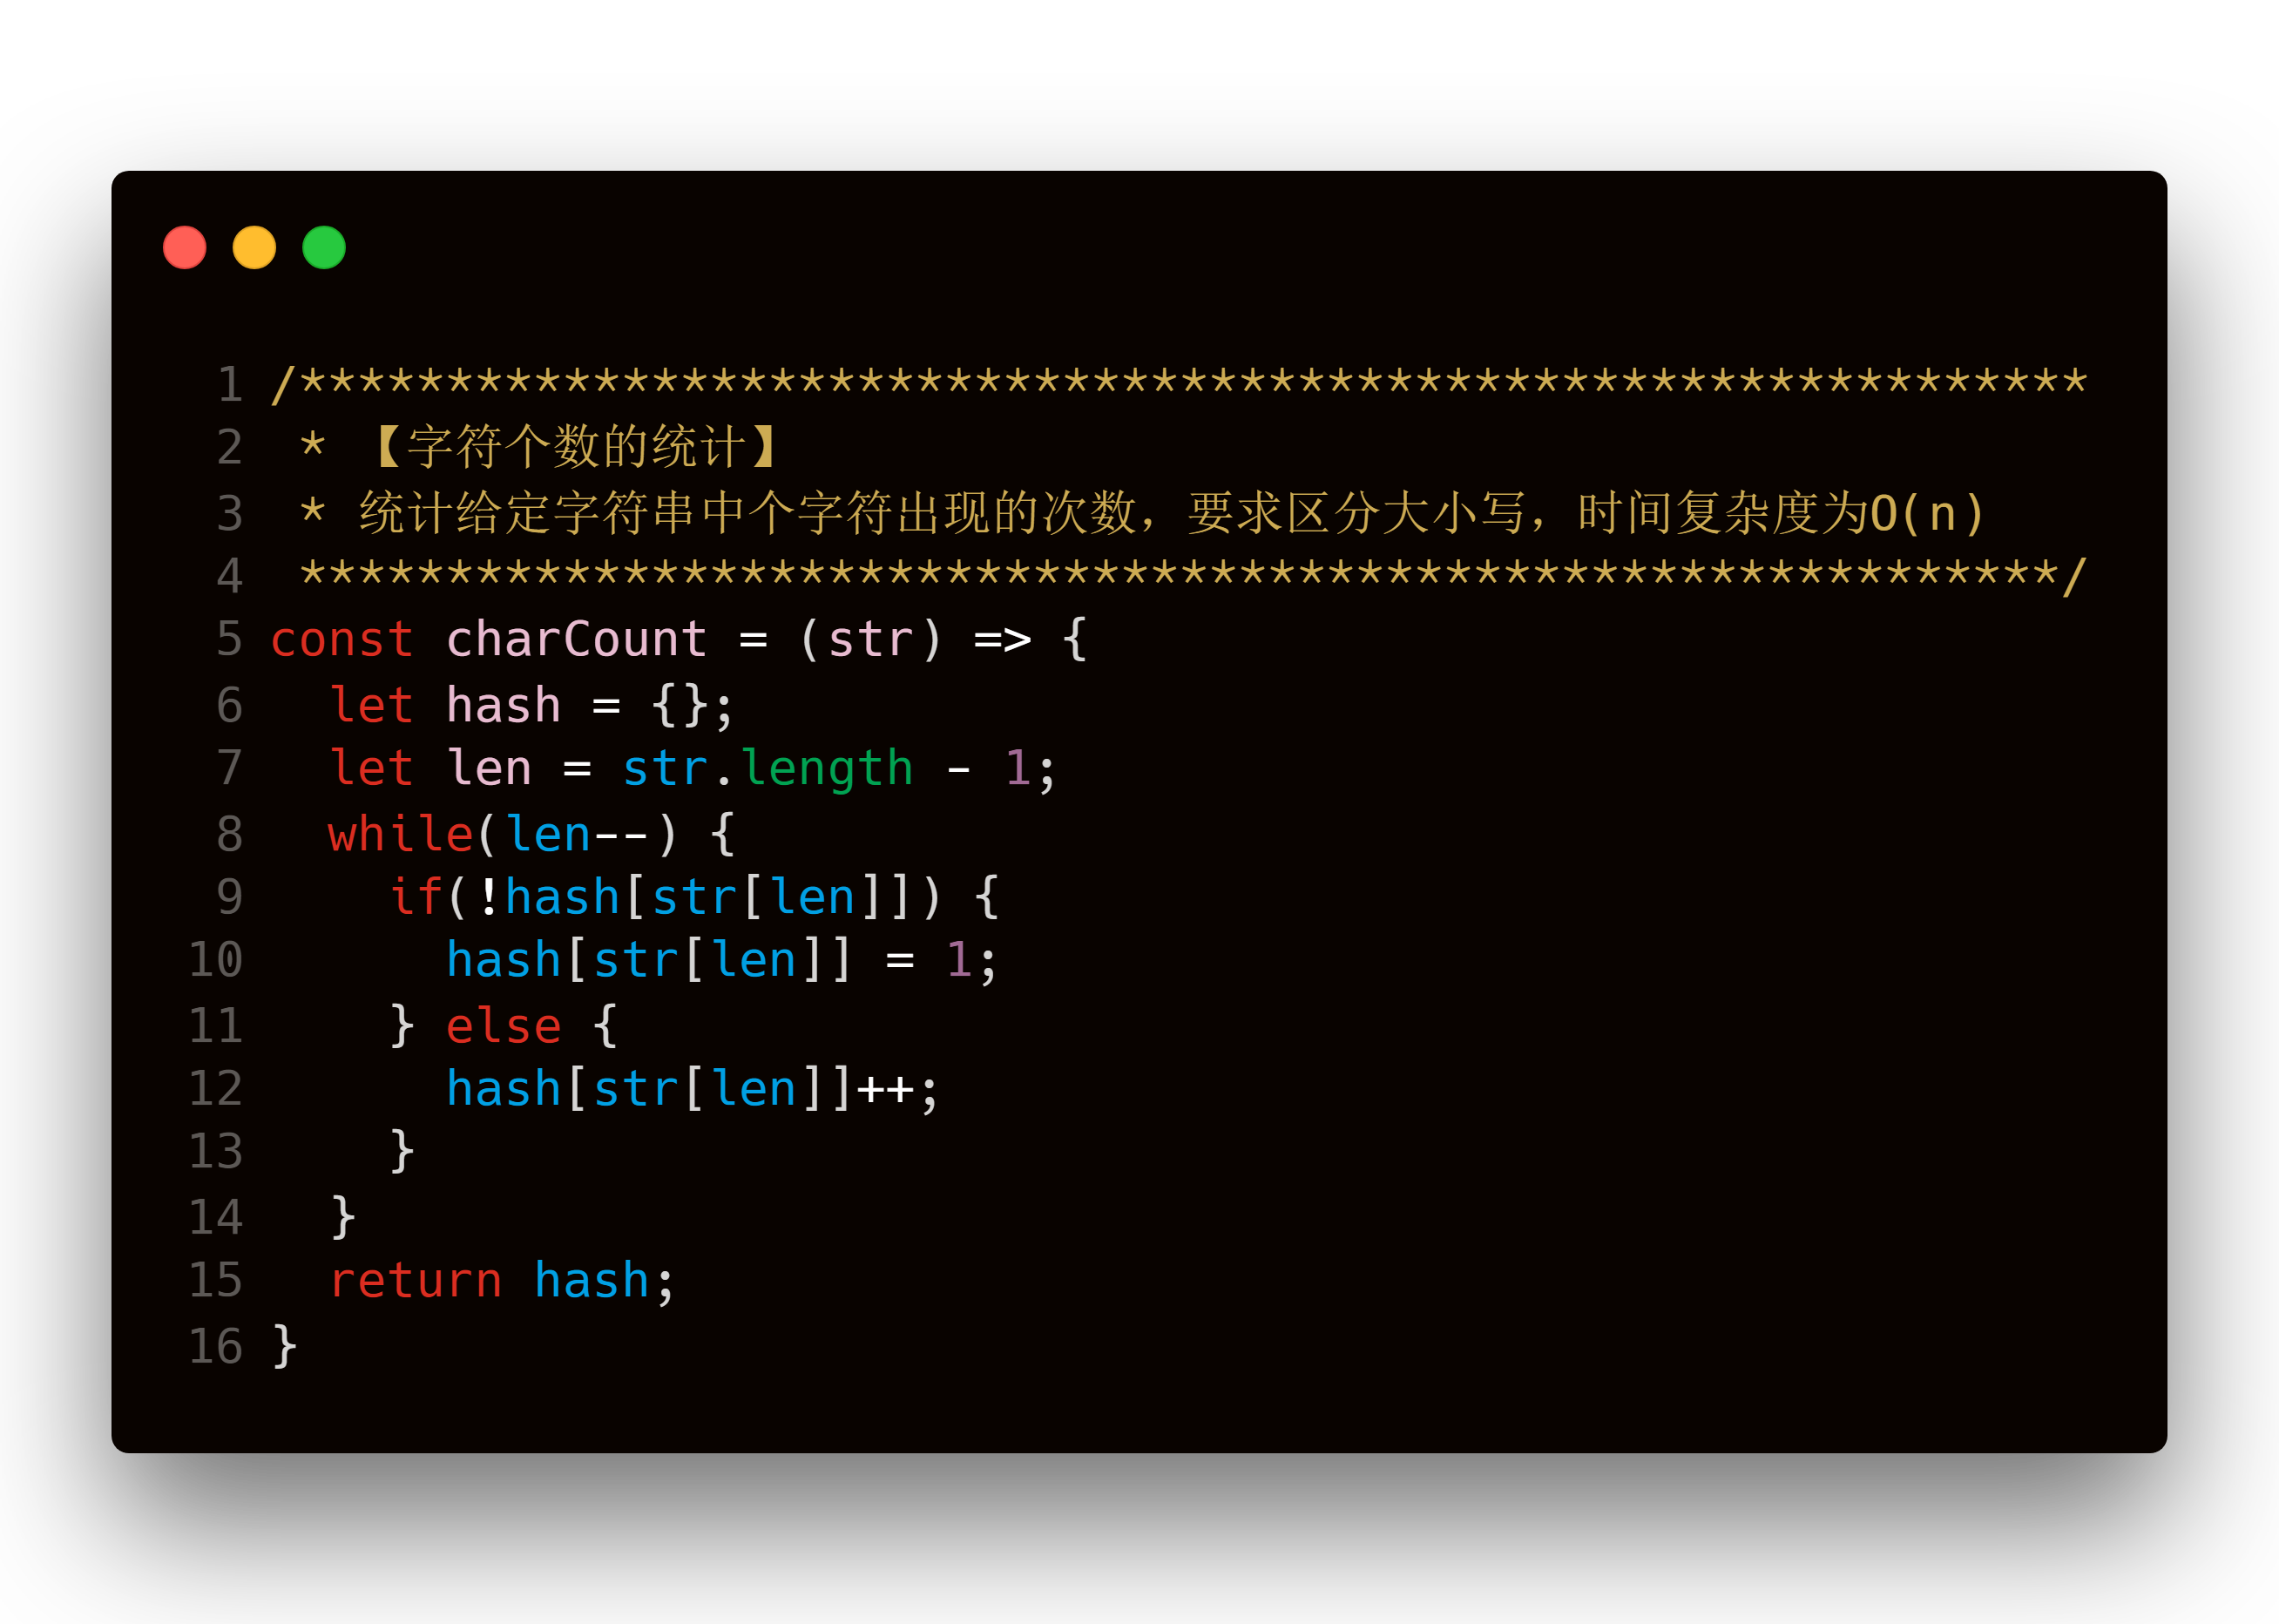 1 /*************************************************************
2  * 【字符个数的统计】
3  * 统计给定字符串中个字符出现的次数，要求区分大小写，时间复杂度为O(n)
4  ************************************************************/
5 const charCount = (str) => {
6   let hash = {};
7   let len = str.length - 1;
8   while(len--) {
9     if(!hash[str[len]]) {
10       hash[str[len]] = 1;
11     } else {
12       hash[str[len]]++;
13     }
14   }
15   return hash;
16 }